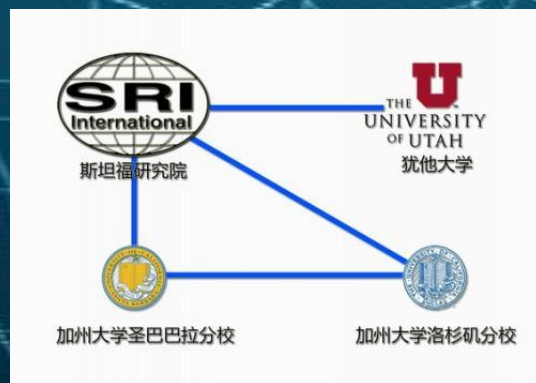 SRI
International
斯坦福研究院
THE
UNIVERSITY
OF UTAH
犹他大学
加州大学圣巴巴拉分校
加州大学洛杉矶分校